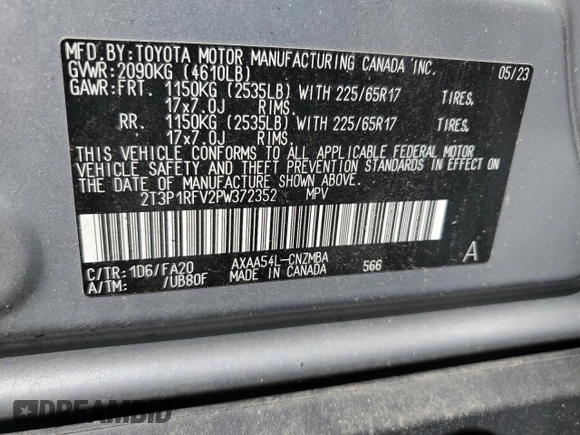 MFD.BY:TOYOTA MOTOR MANUFACTURING CANADA INC.
GVWR:2090KG (4610LB) 05/23
GAWR:FRT. 1150KG (2535LB) WITH 225/65R17 TIRES,
17x7.0J RIMS.
RR. 1150KG (2535LB) WITH 225/65R17 TIRES,
17x7.0J RIMS.
THIS VEHICLE CONFORMS TO ALL APPLICABLE FEDERAL MOTOR
VEHICLE SAFETY AND THEFT PREVENTION STANDARDS IN EFFECT ON
THE DATE OF MANUFACTURE SHOWN ABOVE.
2T3P1RFV2PW372352 MPV
C/TR:1D6/FA20 AXAA54L-CNZMBA A
A/TM: /UB80F MADE IN CANADA 566
DREAMBID